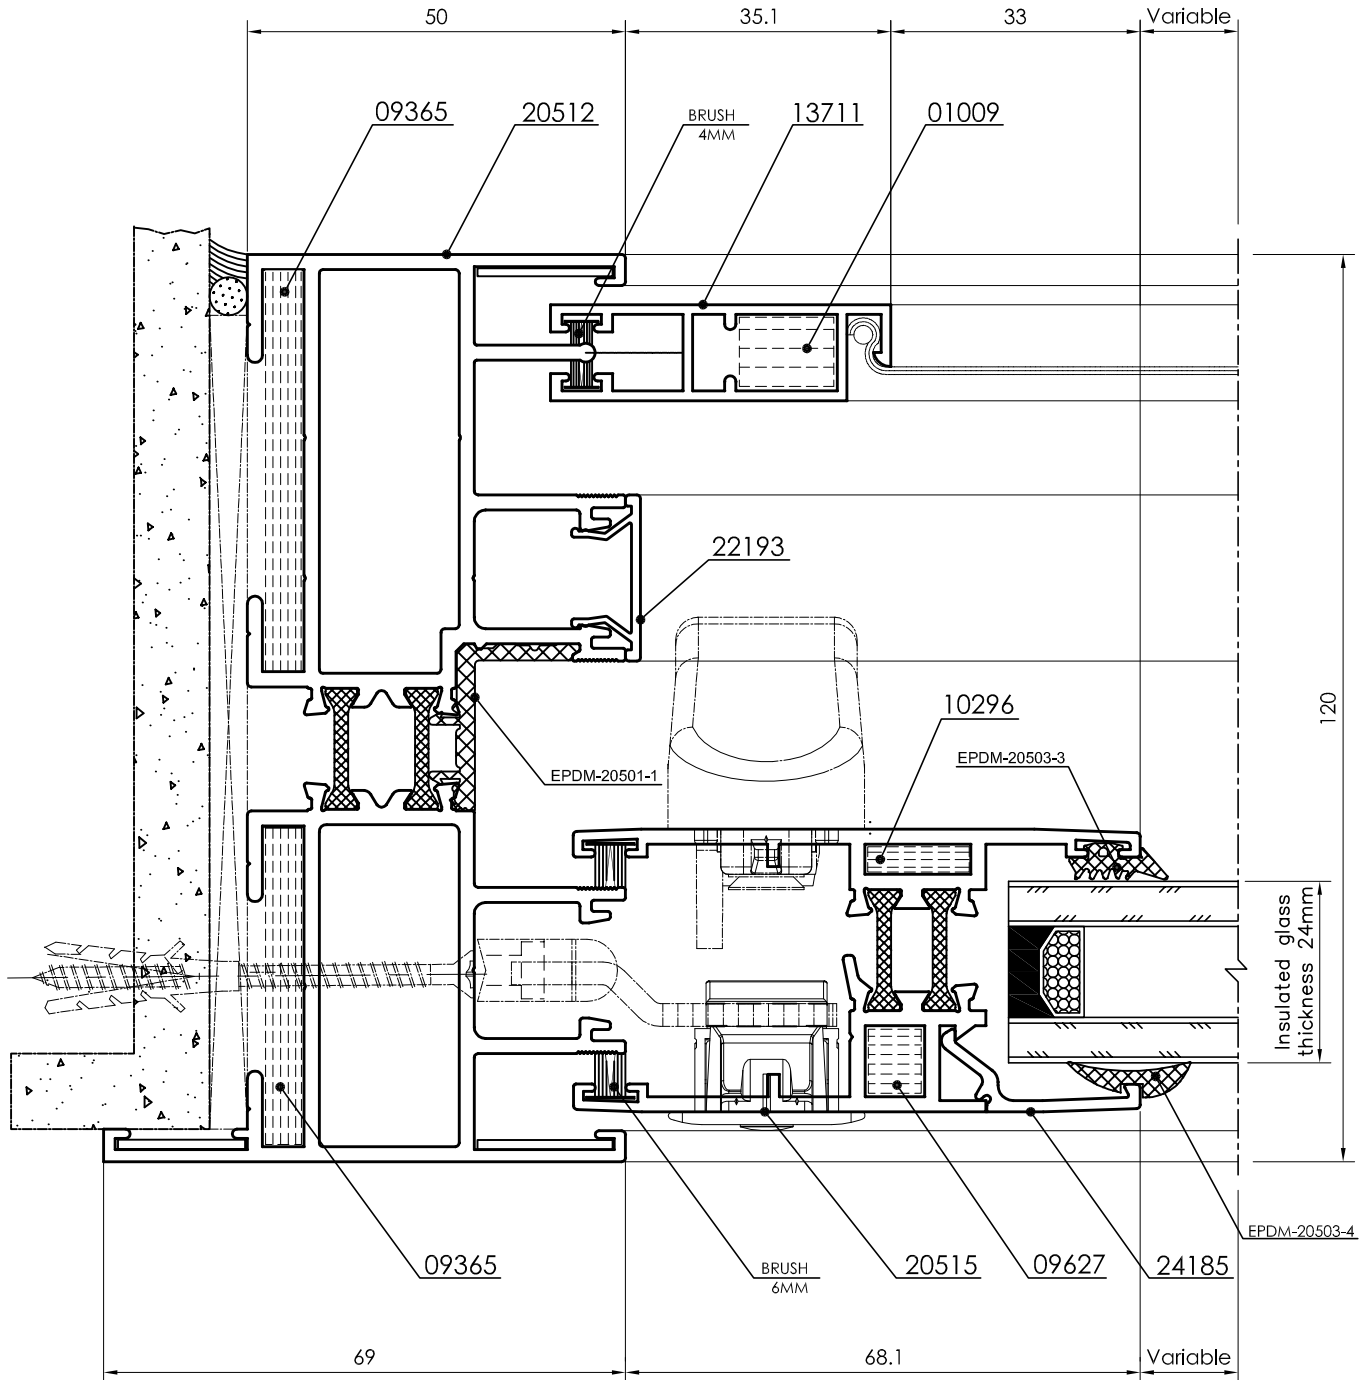 50
35.1
33
Variable
09365
20512
BRUSH
4MM
13711
01009
22193
120
10296
EPDM-20503-3
EPDM-20501-1
Insulated glass
thickness 24mm
EPDM-20503-4
09365
BRUSH
6MM
20515
09627
24185
69
68.1
Variable